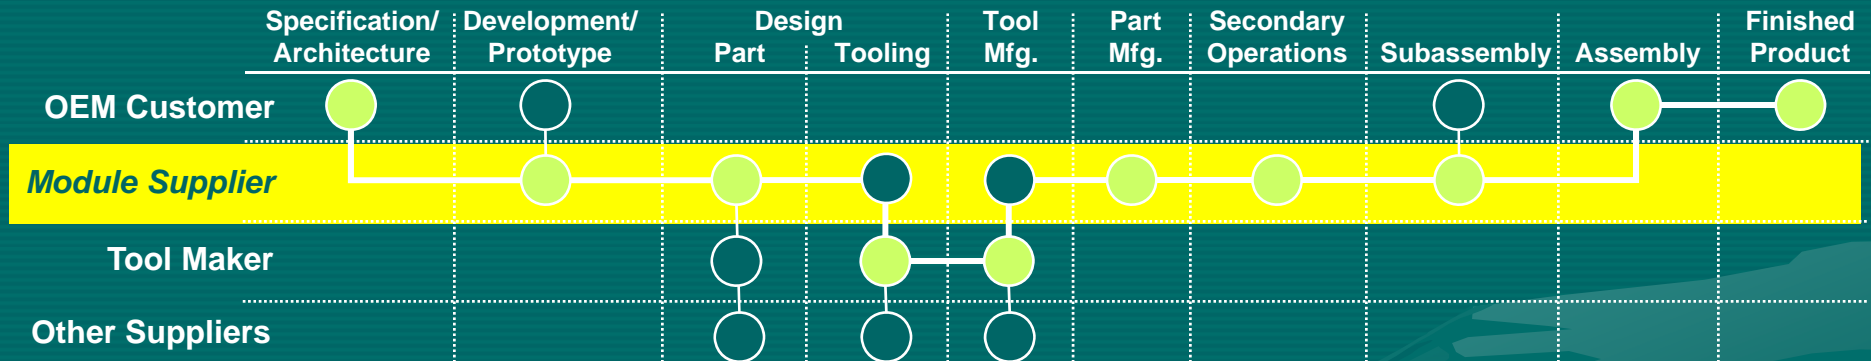 Specification/ Development/ Design Tool Part Secondary Finished
Architecture Prototype Part Tooling Mfg. Mfg. Operations Subassembly Assembly Product
OEM Customer
Module Supplier
Tool Maker
Other Suppliers